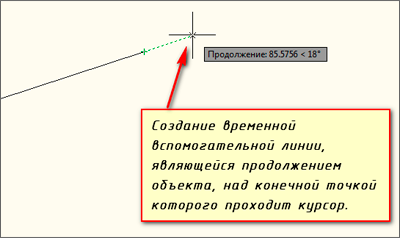 Продолжение: 85.5756 < 18°
Создание временной
вспомогательной линии,
являющейся продолжением
объекта, над конечной точкой
которого проходит курсор.